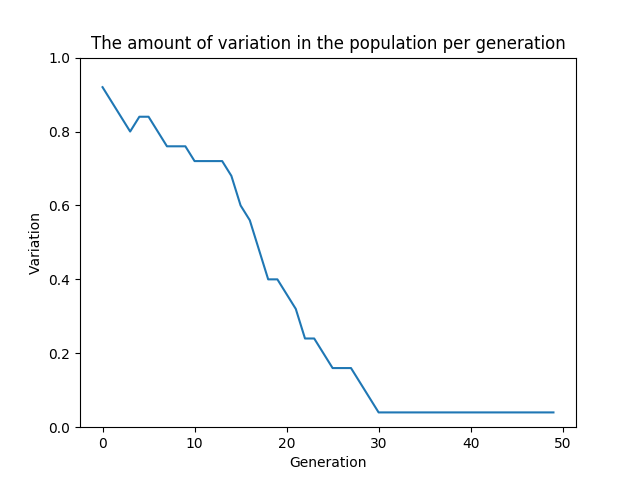 The amount of variation in the population per generation
1.0
0.8
0.6
0.4
0.2
0.0
Variation
0 10 20 30 40 50
Generation